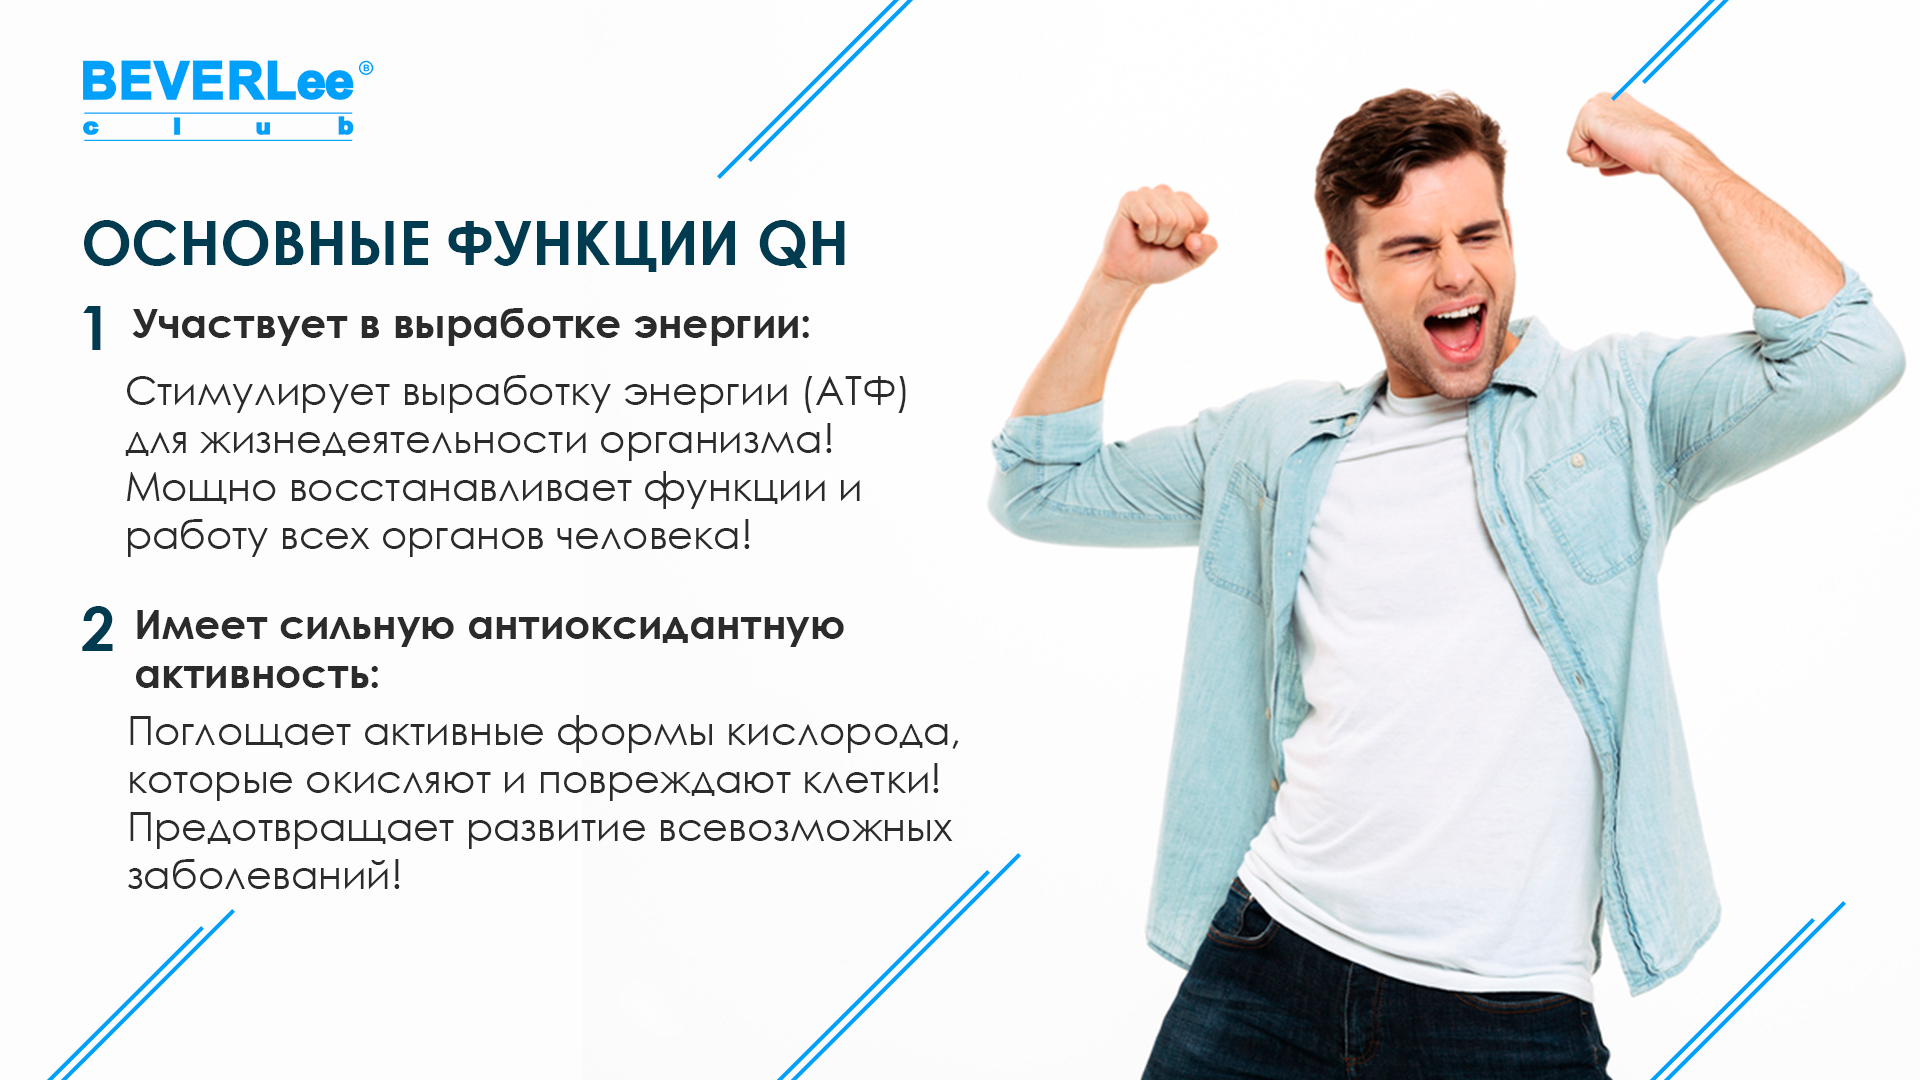 BEVERLee®
club
ОСНОВНЫЕ ФУНКЦИИ QH
1 Участвует в выработке энергии:
Стимулирует выработку энергии (АТФ)
для жизнедеятельности организма!
Мощно восстанавливает функции и
работу всех органов человека!
2 Имеет сильную антиоксидантную
активность:
Поглощает активные формы кислорода,
которые окисляют и повреждают клетки!
Предотвращает развитие всевозможных
заболеваний!